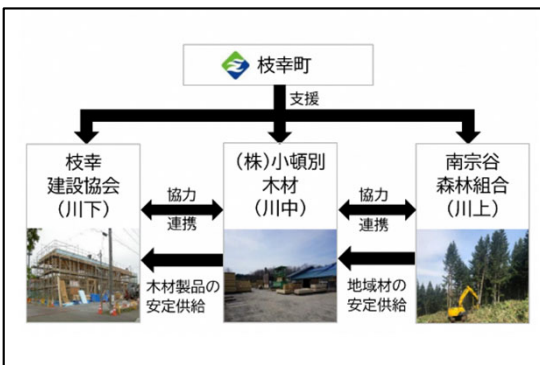 枝幸町
支援
枝幸
建設協会
（川下）
協力
連携
木材製品の
安定供給
（株）小頓別
木材
（川中）
協力
連携
地域材の
安定供給
南宗谷
森林組合
（川上）